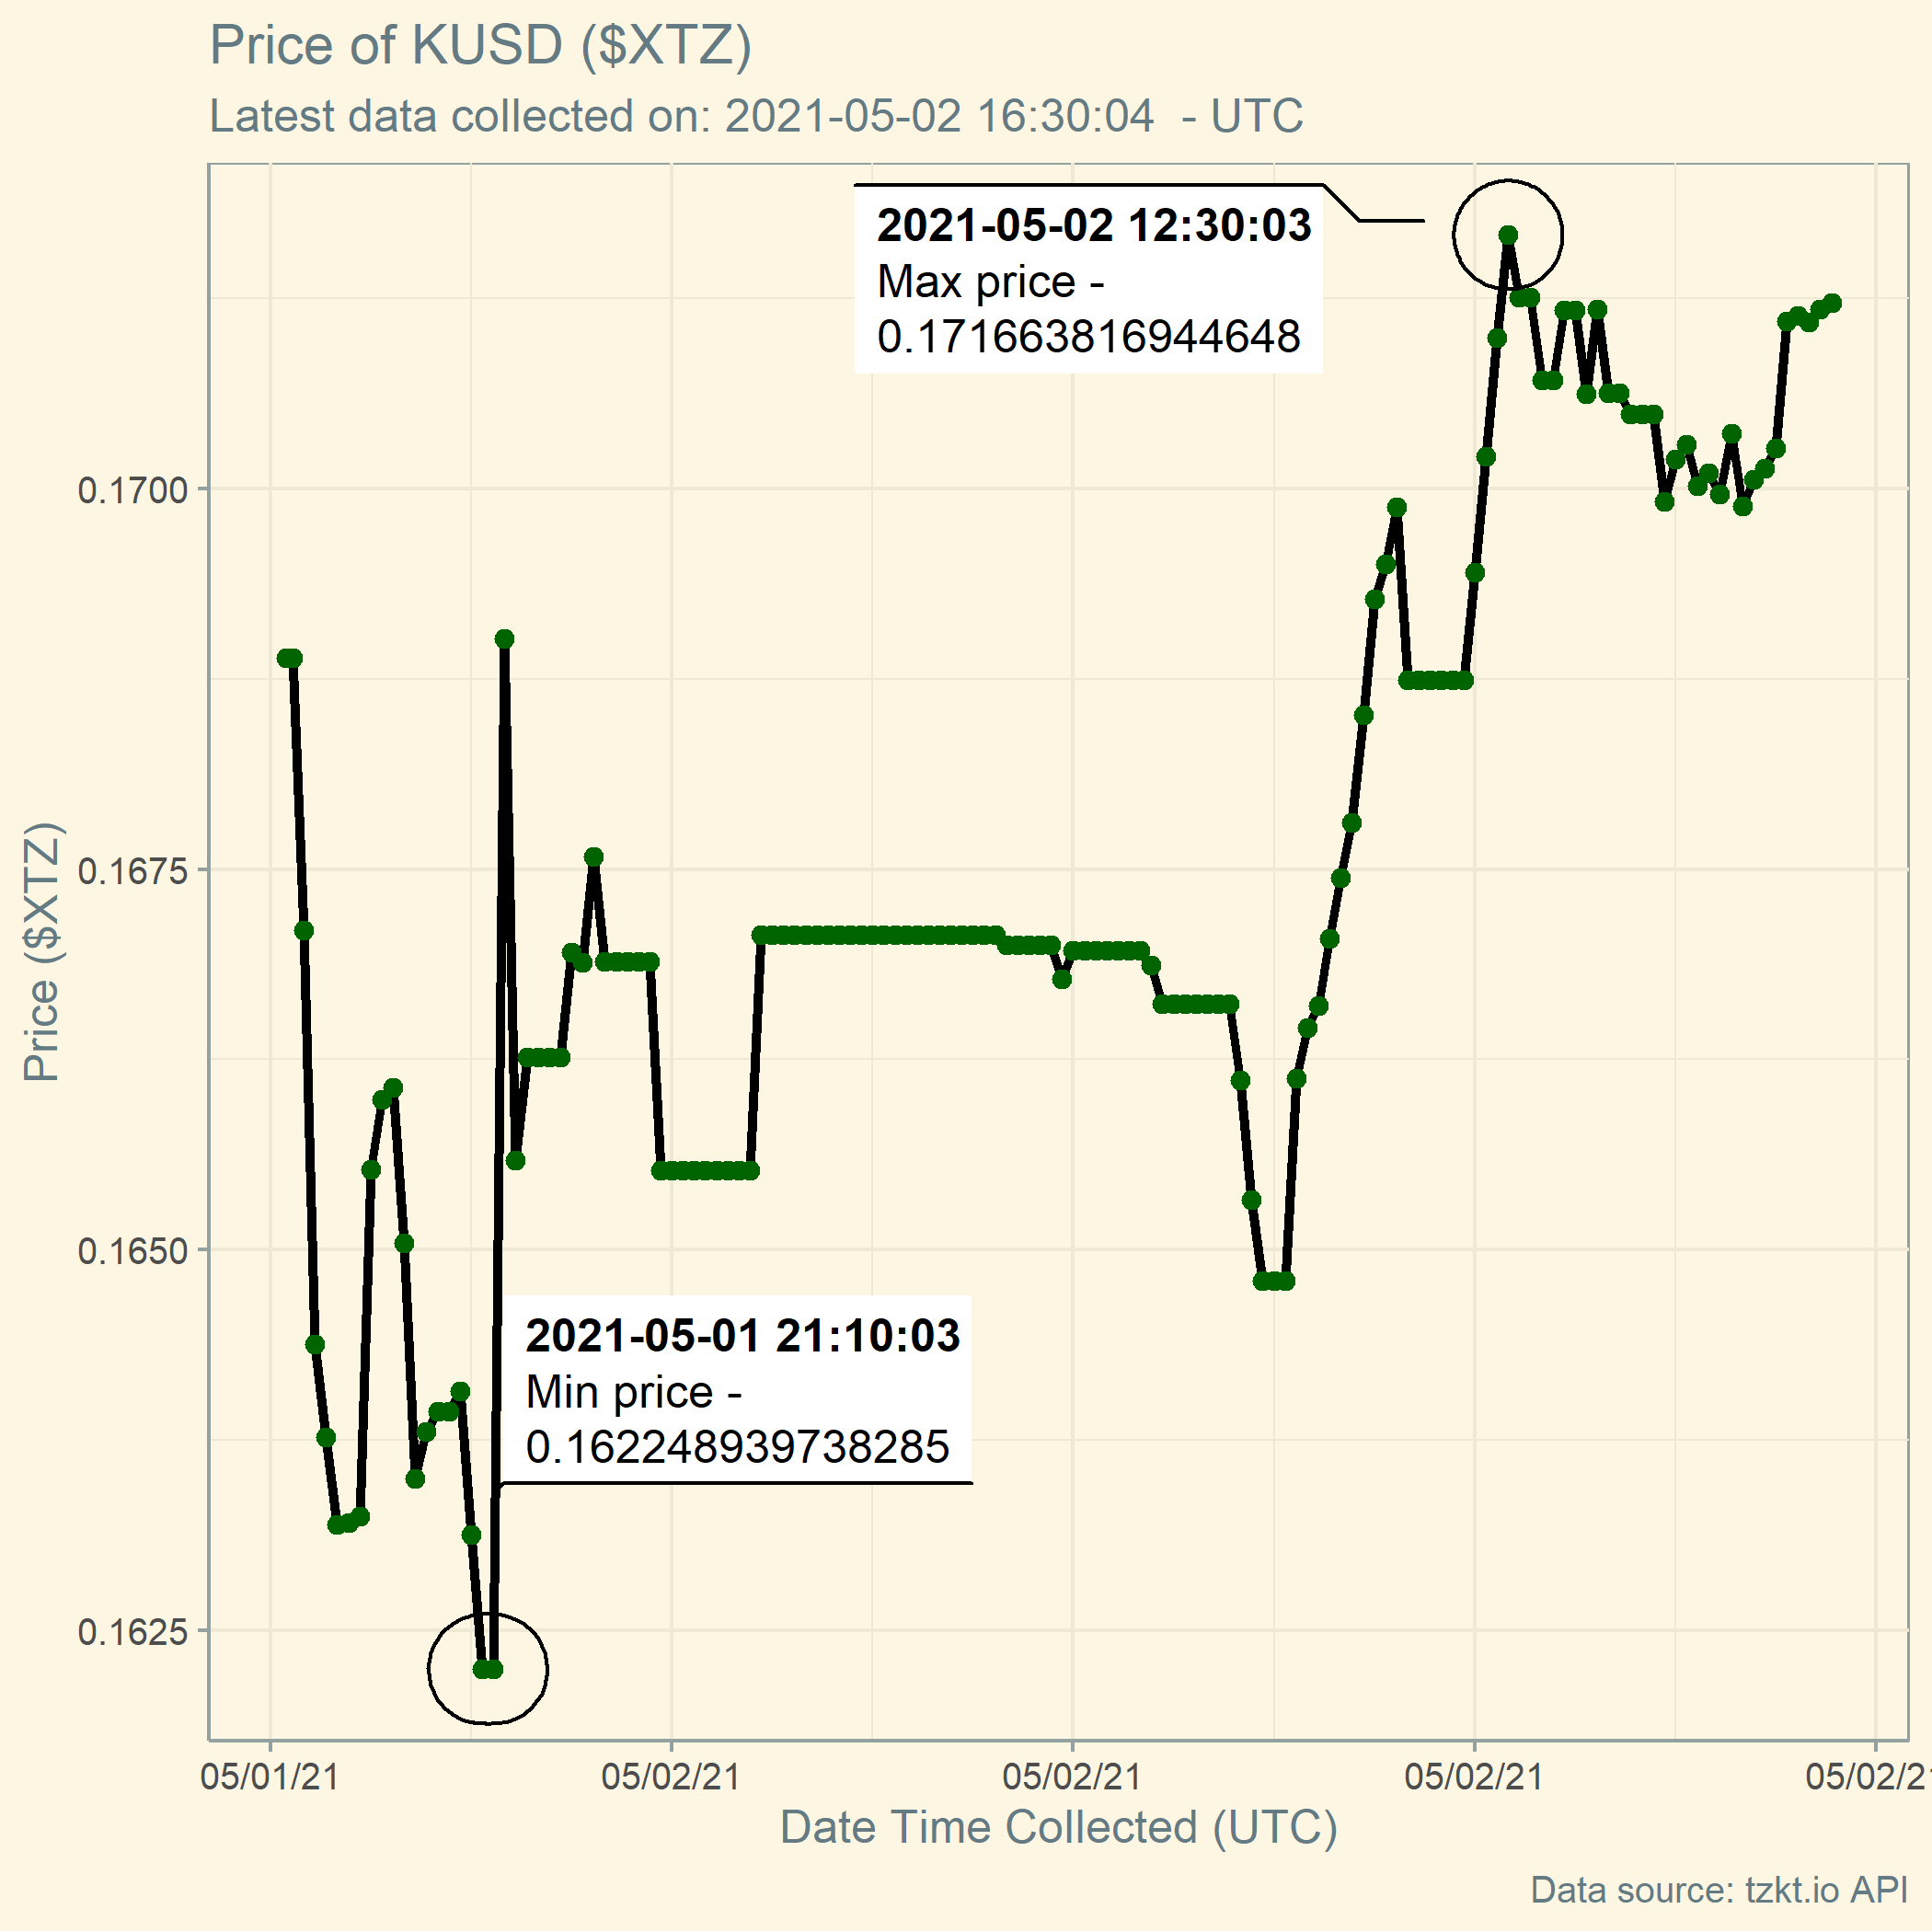 Price of KUSD ($XTZ)
Latest data collected on: 2021-05-02 16:30:04  - UTC
2021-05-02 12:30:03
Max price -
0.171663816944648
0.1700
0.1675
0.1650
0.1625
Price ($XTZ)
2021-05-01 21:10:03
Min price -
0.162248939738285
05/01/21 05/02/21 05/02/21 05/02/21 05/02/21
Date Time Collected (UTC)
Data source: tzkt.io API